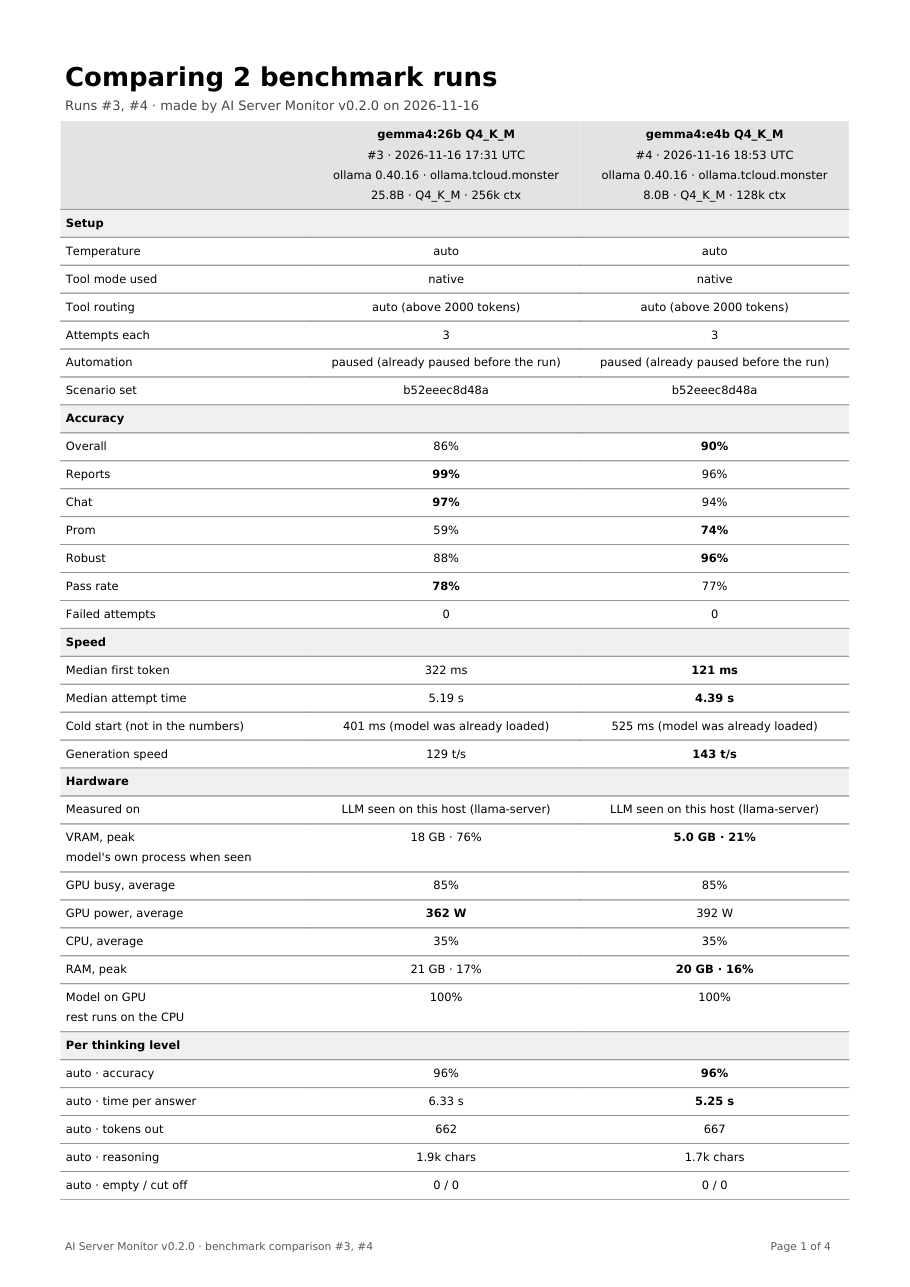 Comparing 2 benchmark runs
Runs #3, #4 · made by AI Server Monitor v0.2.0 on 2026-11-16
gemma4:26b Q4_K_M gemma4:e4b Q4_K_M
#3 · 2026-11-16 17:31 UTC #4 · 2026-11-16 18:53 UTC
ollama 0.40.16 · ollama.tcloud.monster ollama 0.40.16 · ollama.tcloud.monster
25.8B · Q4_K_M · 256k ctx 8.0B · Q4_K_M · 128k ctx
Setup
Temperature auto auto
Tool mode used native native
Tool routing auto (above 2000 tokens) auto (above 2000 tokens)
Attempts each 3 3
Automation paused (already paused before the run) paused (already paused before the run)
Scenario set b52eeec8d48a b52eeec8d48a
Accuracy
Overall 86% 90%
Reports 99% 96%
Chat 97% 94%
Prom 59% 74%
Robust 88% 96%
Pass rate 78% 77%
Failed attempts 0 0
Speed
Median first token 322 ms 121 ms
Median attempt time 5.19 s 4.39 s
Cold start (not in the numbers) 401 ms (model was already loaded) 525 ms (model was already loaded)
Generation speed 129 t/s 143 t/s
Hardware
Measured on LLM seen on this host (llama-server) LLM seen on this host (llama-server)
VRAM, peak 18 GB · 76% 5.0 GB · 21%
model's own process when seen
GPU busy, average 85% 85%
GPU power, average 362 W 392 W
CPU, average 35% 35%
RAM, peak 21 GB · 17% 20 GB · 16%
Model on GPU 100% 100%
rest runs on the CPU
Per thinking level
auto · accuracy 96% 96%
auto · time per answer 6.33 s 5.25 s
auto · tokens out 662 667
auto · reasoning 1.9k chars 1.7k chars
auto · empty / cut off 0 / 0 0 / 0
AI Server Monitor v0.2.0 · benchmark comparison #3, #4 Page 1 of 4